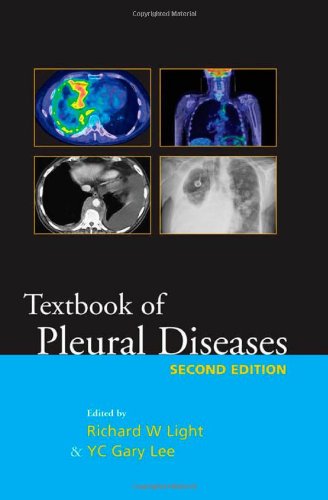 Textbook of
Pleural Diseases
SECOND EDITION
Edited by
Richard W Light
& YC Gary Lee